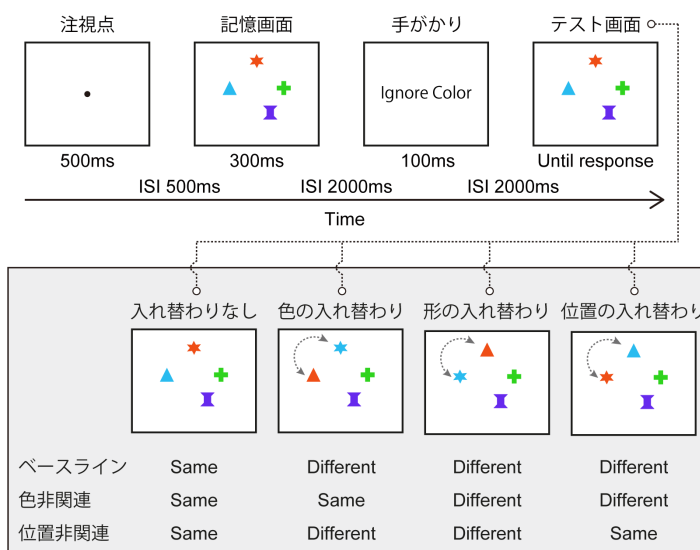 注視点 記憶画面 手がかり テスト画面
Ignore Color
500ms 300ms 100ms Until response
ISI 500ms ISI 2000ms ISI 2000ms
Time
入れ替わりなし 色の入れ替わり 形の入れ替わり 位置の入れ替わり
ベースライン Same Different Different Different
色非関連 Same Same Different Different
位置非関連 Same Different Different Same